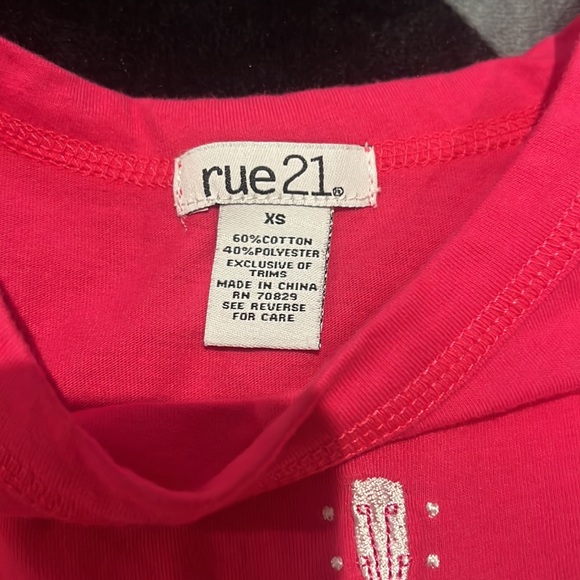 rue21®
XS
60%COTTON
40%POLYESTER
EXCLUSIVE OF
TRIMS
MADE IN CHINA
RN 70829
SEE REVERSE
FOR CARE